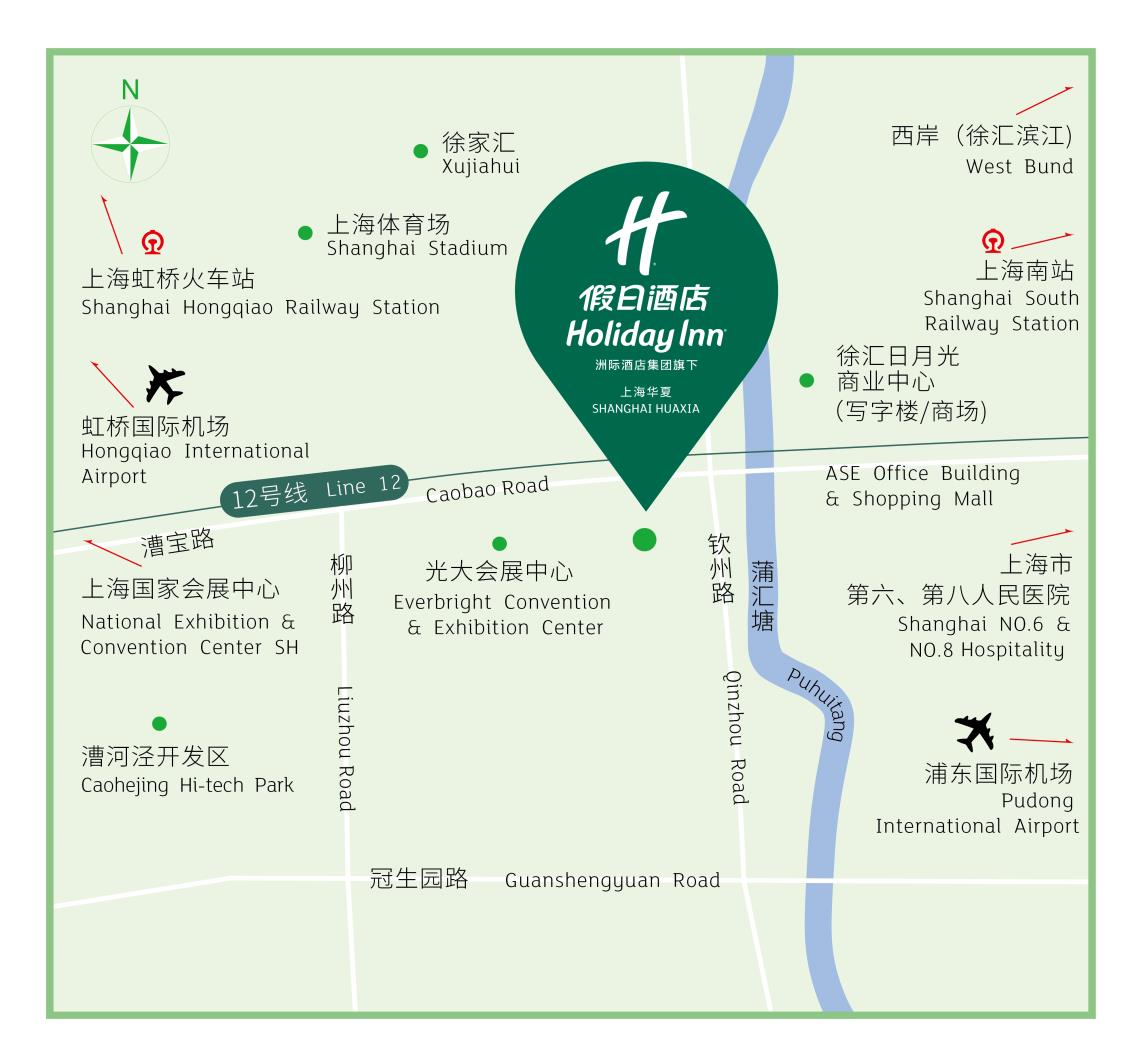 N
徐家汇
Xujiahui
西岸（徐汇滨江)
West Bund
上海体育场
Shanghai Stadium
上海虹桥火车站
Shanghai Hongqiao Railway Station
H
假日酒店
Holiday Inn
洲际酒店集团旗下
上海华夏
SHANGHAI HUAXIA
上海南站
Shanghai South
Railway Station
徐汇日月光
商业中心
(写字楼/商场)
ASE Office Building
& Shopping Mall
虹桥国际机场
Hongqiao International
Airport
12号线 Line 12
Caobao Road
漕宝路
上海国家会展中心
National Exhibition &
Convention Center SH
柳州路
光大会展中心
Everbright Convention
& Exhibition Center
钦州路
蒲汇塘
上海市
第六、第八人民医院
Shanghai NO.6 &
NO.8 Hospitality
Liuzhou Road
Qinzhou Road
Puhuitang
漕河泾开发区
Caohejing Hi-tech Park
浦东国际机场
Pudong
International Airport
冠生园路 Guanshengyuan Road